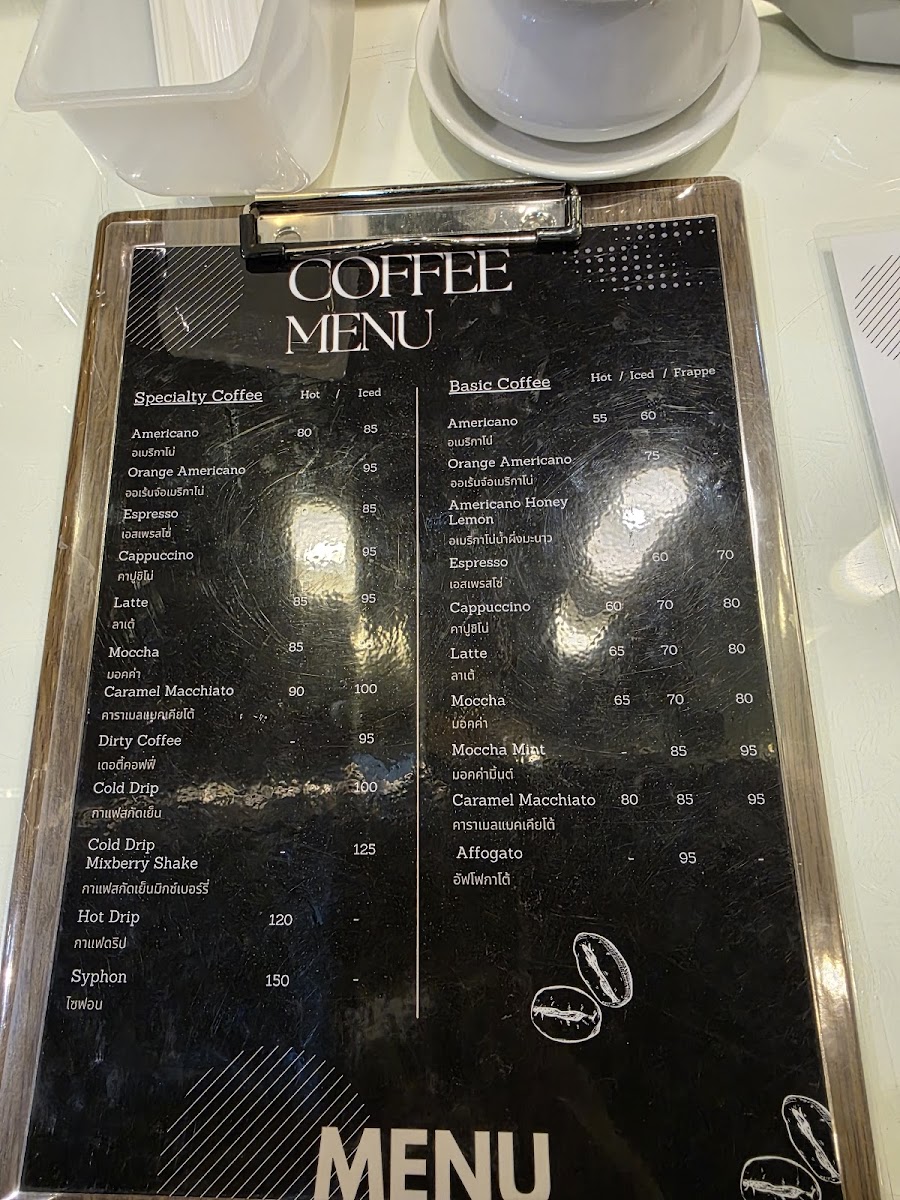 COFFEE
MENU
Specialty Coffee Hot / Iced
Americano 80 85
อเมริกาโน่
Orange Americano 95
ออเร้นจ์อเมริกาโน่
Espresso 85
เอสเพรสโซ่
Cappuccino 95
คาปูชิโน่
Latte 85 95
ลาเต้
Moccha 85
มอคค่า
Caramel Macchiato 90 100
คาราเมลแมคเคียโต้
Dirty Coffee - 95
เดอตี้คอฟฟี่
Cold Drip 100
กาแฟสกัดเย็น
Cold Drip
Mixberry Shake - 125
กาแฟสกัดเย็นมิกซ์เบอร์รี่
Hot Drip 120 -
กาแฟดริป
Syphon 150 -
ไซฟอน
Basic Coffee Hot / Iced / Frappe
Americano 55 60 -
อเมริกาโน่
Orange Americano 75 -
ออเร้นจ์อเมริกาโน่
Americano Honey
Lemon
อเมริกาโน่น้ำผึ้งมะนาว
Espresso 60 70
เอสเพรสโซ่
Cappuccino 60 70 80
คาปูชิโน่
Latte 65 70 80
ลาเต้
Moccha 65 70 80
มอคค่า
Moccha Mint - 85 95
มอคค่ามิ้นต์
Caramel Macchiato 80 85 95
คาราเมลแมคเคียโต้
Affogato - 95 -
อัฟโฟกาโต้
MENU